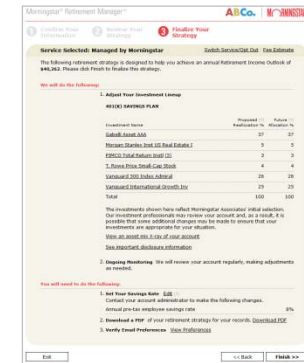 Morningstar® Retirement Manager℠
ABCo.
MORNINGSTAR
1 Confirm Your Information
2 Review Your Strategy
3 Finalize Your Strategy
Service Selected: Managed by Morningstar
Switch Service/Opt Out Fee Estimate
The following retirement strategy is designed to help you achieve an annual Retirement Income Outlook of
$40,362. Please click Finish to finalize this strategy.
We will do the following:
1. Adjust Your Investment Lineup
401(K) SAVINGS PLAN
Investment Name
Proposed Reallocation %
Future Allocation %
Gabelli Asset AAA 37 37
Morgan Stanley Inst US Real Estate I 5 5
PIMCO Total Return Instl 3 3
T. Rowe Price Small-Cap Stock 4 4
Vanguard 500 Index Admiral 26 26
Vanguard International Growth Inv 25 25
Total 100 100
The investments shown here reflect Morningstar Associates' initial selection.
Our investment professionals may review your account and, as a result, it is
possible that some additional changes may be made to ensure that your
investments are appropriate for your situation.
View an asset mix X-ray of your account
See important disclosure information
2. Ongoing Monitoring We will review your account regularly, making adjustments
as needed.
You will need to do the following:
1. Set Your Savings Rate Edit
Contact your account administrator to make the following changes.
Annual pre-tax employee savings rate 8%
2. Download a PDF of your retirement strategy for your records. Download PDF
3. Verify Email Preferences View Preferences
Exit
<< Back
Finish >>